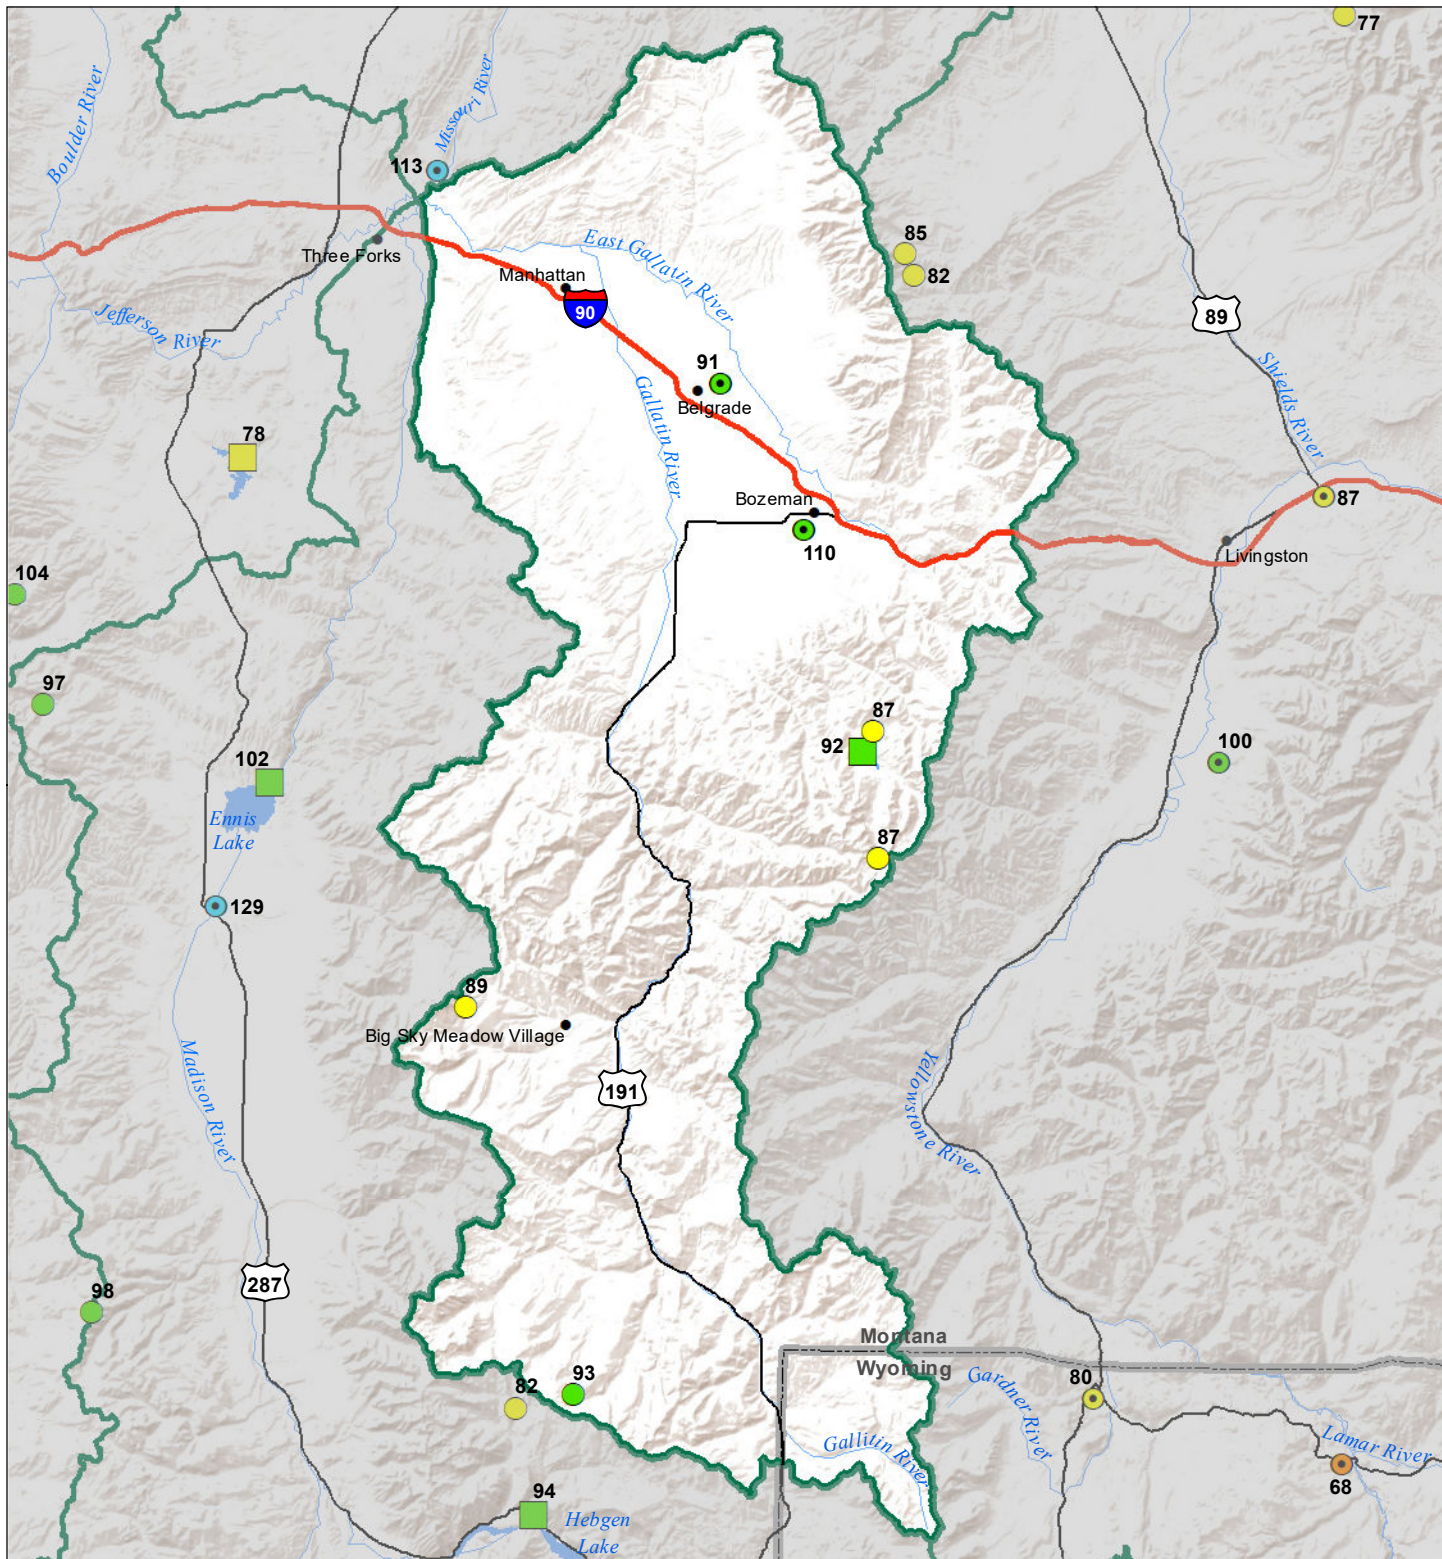 77
Boulder River
Missouri River
113
85
82
East Gallatin River
Three Forks
Manhattan
90
89
Jefferson River
Shields River
91
Belgrade
Gallatin River
78
87
Bozeman
110
Livingston
104
97
87
92
100
102
Ennis
Lake
87
129
89
Big Sky Meadow Village
Madison River
191
Yellowstone River
287
98
Montana
Wyoming
93
82
80
Gardner River
Gallitin River
Lamar River
68
94
Hebgen
Lake